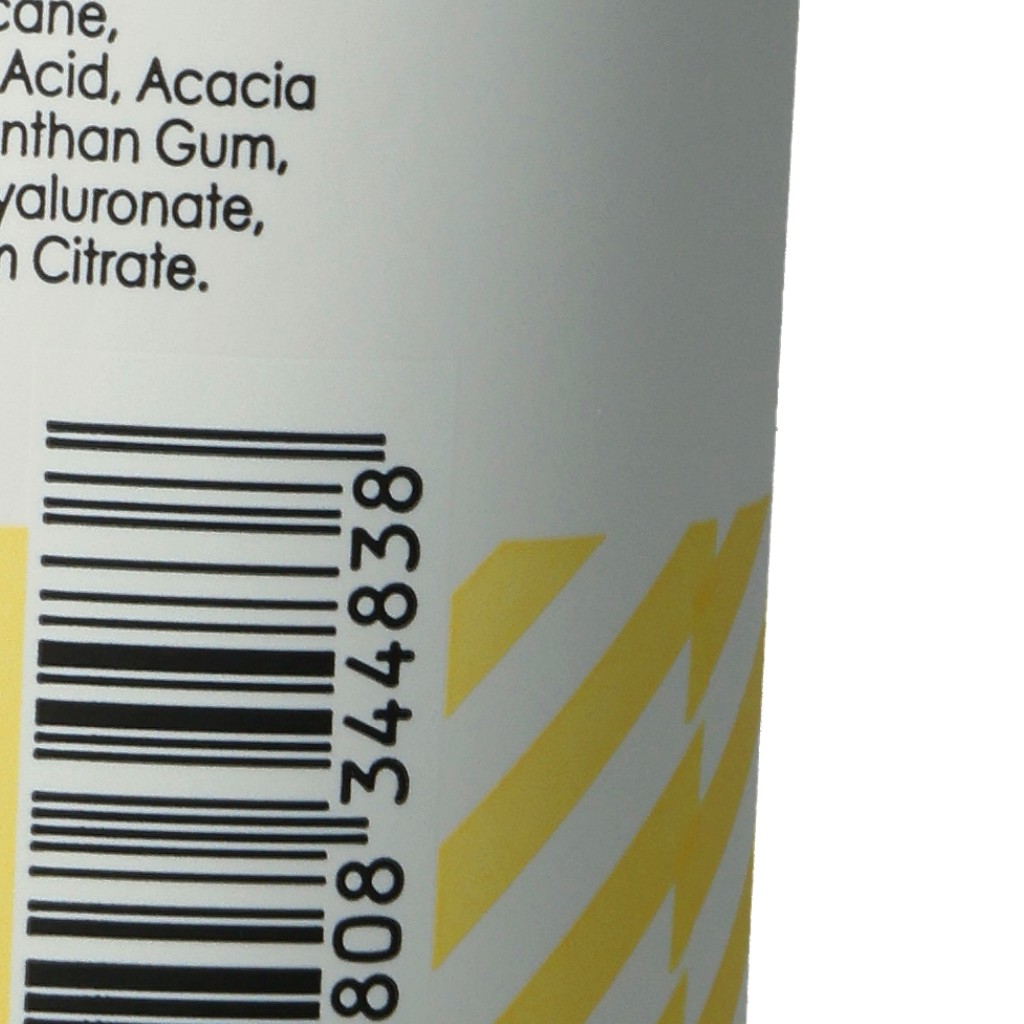 cane,
Acid, Acacia
nthan Gum,
yaluronate,
Citrate.
808 344838